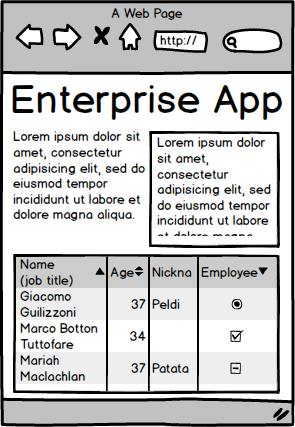 A Web Page
http://
Enterprise App
Lorem ipsum dolor sit
amet, consectetur
adipisicing elit, sed do
eiusmod tempor
incididunt ut labore et
dolore magna aliqua.
Lorem ipsum dolor
sit amet,
consectetur
adipisicing elit, sed
do eiusmod tempor
incididunt ut labore
Name
(job title) Age Nickna Employee
Giacomo
Guilizzoni 37 Peldi
Marco Botton
Tuttofare 34
Mariah
Maclachlan 37 Patata